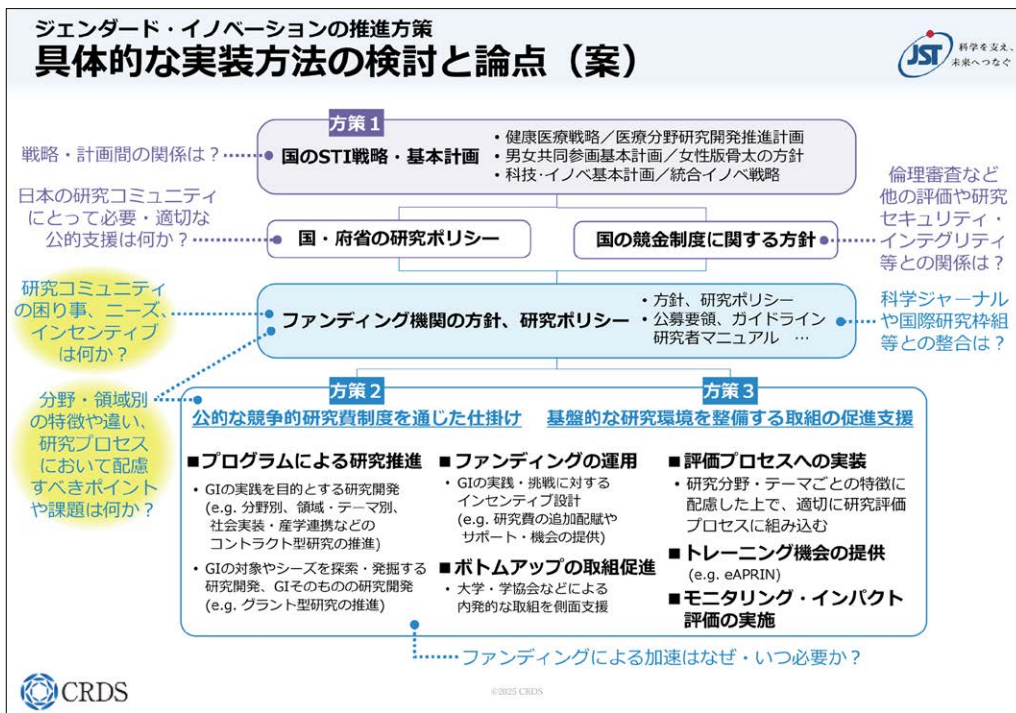 ジェンダード・イノベーションの推進方策
具体的な実装方法の検討と論点（案）
JST
科学を支え、
未来へつなぐ
方策1
国のSTI戦略・基本計画
・健康医療戦略／医療分野研究開発推進計画
・男女共同参画基本計画／女性版骨太の方針
・科技･イノベ基本計画／統合イノベ戦略
戦略・計画間の関係は？
日本の研究コミュニティ
にとって必要・適切な
公的支援は何か？
国・府省の研究ポリシー
国の競金制度に関する方針
倫理審査など
他の評価や研究
セキュリティ・
インテグリティ
等との関係は？
研究コミュニティ
の困り事、ニーズ、
インセンティブ
は何か？
ファンディング機関の方針、研究ポリシー
・方針、研究ポリシー
・公募要領、ガイドライン
研究者マニュアル …
科学ジャーナル
や国際研究枠組
等との整合は？
分野・領域別
の特徴や違い、
研究プロセス
において配慮
すべきポイント
や課題は何か？
方策2
公的な競争的研究費制度を通じた仕掛け
方策3
基盤的な研究環境を整備する取組の促進支援
■プログラムによる研究推進
・GIの実践を目的とする研究開発
(e.g. 分野別、領域・テーマ別、
社会実装・産学連携などの
コントラクト型研究の推進)
・GIの対象やシーズを探索・発掘する
研究開発、GIそのものの研究開発
(e.g. グラント型研究の推進)
■ファンディングの運用
・GIの実践・挑戦に対する
インセンティブ設計
(e.g. 研究費の追加配賦や
サポート・機会の提供)
■ボトムアップの取組促進
・大学・学協会などによる
内発的な取組を側面支援
■評価プロセスへの実装
・研究分野・テーマごとの特徴に
配慮した上で、適切に研究評価
プロセスに組み込む
■トレーニング機会の提供
(e.g. eAPRIN)
■モニタリング・インパクト
評価の実施
ファンディングによる加速はなぜ・いつ必要か？
CRDS
©2025 CRDS